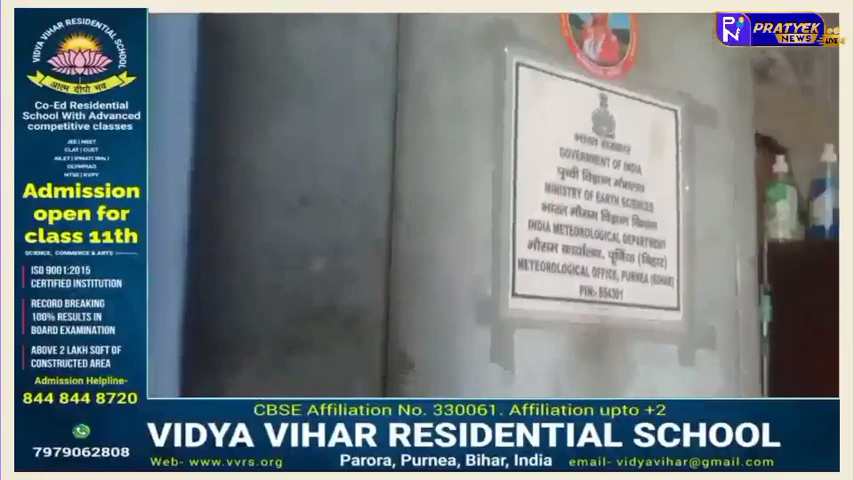 VIDYA VIHAR RESIDENTIAL SCHOOL
आत्म दीपो भव
Co-Ed Residential
School With Advanced
competitive classes
JEE | NEET
CLAT | CUET
OLYMPIAD
NTSE | KVPY
Admission
open for
class 11th
SCIENCE, COMMERCE & ARTS
ISO 9001:2015
CERTIFIED INSTITUTION
RECORD BREAKING
100% RESULTS IN
BOARD EXAMINATION
ABOVE 2 LAKH SQFT OF
CONSTRUCTED AREA
Admission Helpline-
844 844 8720
7979062808
PN PRATYEK
NEWS LIVE
भारत सरकार
GOVERNMENT OF INDIA
पृथ्वी विज्ञान मंत्रालय
MINISTRY OF EARTH SCIENCES
भारत मौसम विज्ञान विभाग
INDIA METEOROLOGICAL DEPARTMENT
मौसम कार्यालय, पूर्णिया (बिहार)
METEOROLOGICAL OFFICE, PURNEA (BIHAR)
PIN:- 854301
CBSE Affiliation No. 330061. Affiliation upto +2
VIDYA VIHAR RESIDENTIAL SCHOOL
Web- www.vvrs.org Parora, Purnea, Bihar, India email- vidyavihar@gmail.com